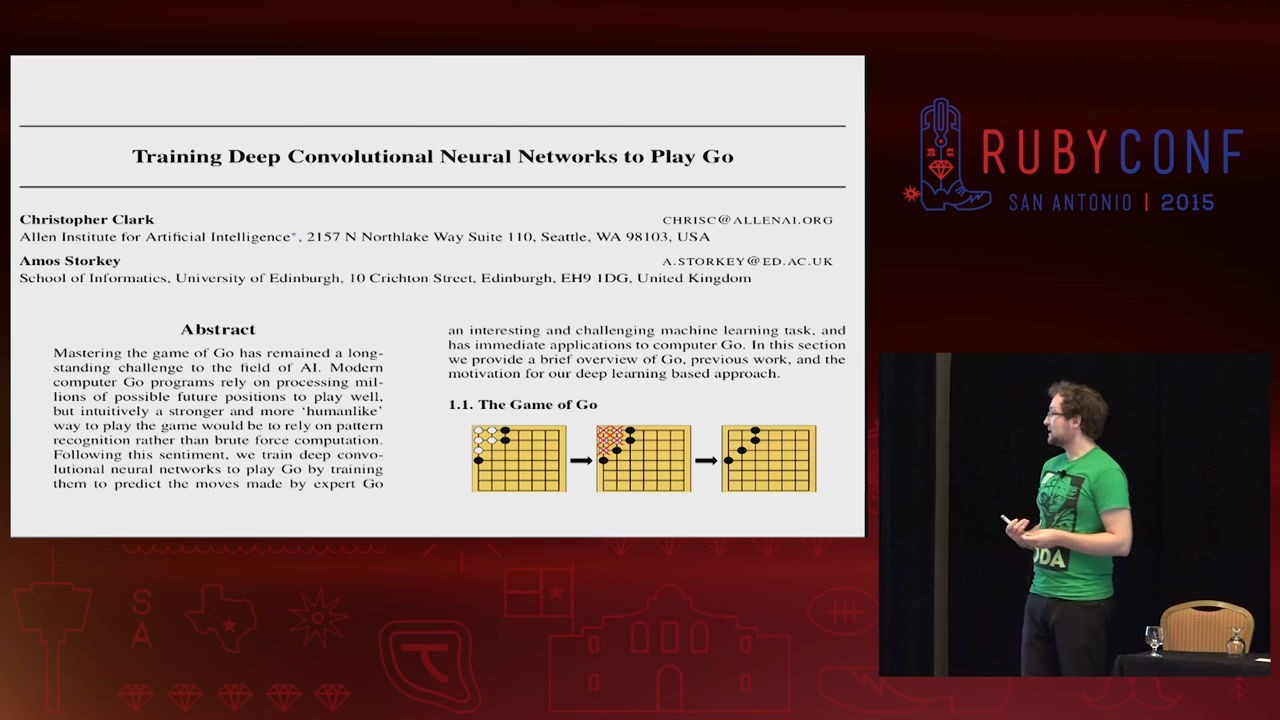 Training Deep Convolutional Neural Networks to Play Go
Christopher Clark CHRISC@ALLENAI.ORG
Allen Institute for Artificial Intelligence*, 2157 N Northlake Way Suite 110, Seattle, WA 98103, USA
Amos Storkey A.STORKEY@ED.AC.UK
School of Informatics, University of Edinburgh, 10 Crichton Street, Edinburgh, EH9 1DG, United Kingdom
Abstract
Mastering the game of Go has remained a long-
standing challenge to the field of AI. Modern
computer Go programs rely on processing mil-
lions of possible future positions to play well,
but intuitively a stronger and more ‘humanlike’
way to play the game would be to rely on pattern
recognition rather than brute force computation.
Following this sentiment, we train deep convo-
lutional neural networks to play Go by training
them to predict the moves made by expert Go
an interesting and challenging machine learning task, and
has immediate applications to computer Go. In this section
we provide a brief overview of Go, previous work, and the
motivation for our deep learning based approach.
1.1. The Game of Go
RUBYCONF
SAN ANTONIO | 2015
S
A